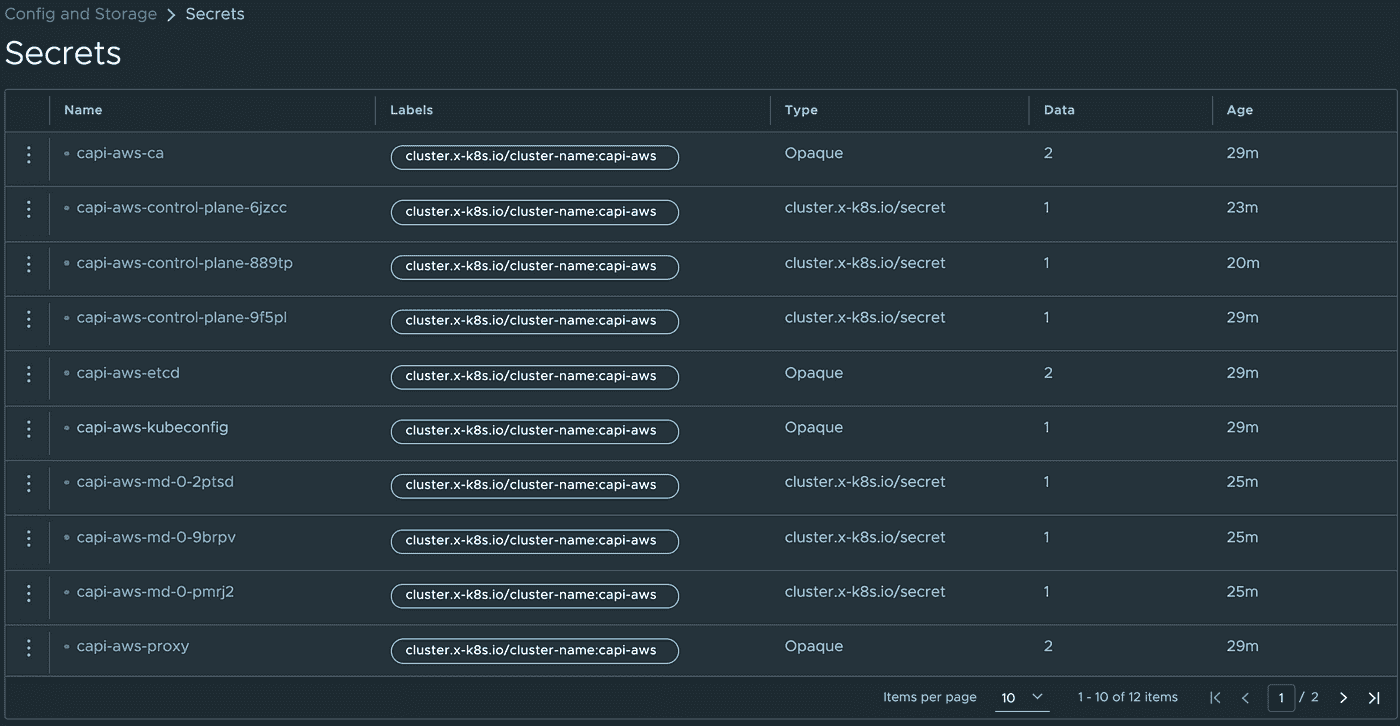 Config and Storage > Secrets
Secrets
Name Labels Type Data Age
capi-aws-ca cluster.x-k8s.io/cluster-name:capi-aws Opaque 2 29m
capi-aws-control-plane-6jzcc cluster.x-k8s.io/cluster-name:capi-aws cluster.x-k8s.io/secret 1 23m
capi-aws-control-plane-889tp cluster.x-k8s.io/cluster-name:capi-aws cluster.x-k8s.io/secret 1 20m
capi-aws-control-plane-9f5pl cluster.x-k8s.io/cluster-name:capi-aws cluster.x-k8s.io/secret 1 29m
capi-aws-etcd cluster.x-k8s.io/cluster-name:capi-aws Opaque 2 29m
capi-aws-kubeconfig cluster.x-k8s.io/cluster-name:capi-aws Opaque 1 29m
capi-aws-md-0-2ptsd cluster.x-k8s.io/cluster-name:capi-aws cluster.x-k8s.io/secret 1 25m
capi-aws-md-0-9brpv cluster.x-k8s.io/cluster-name:capi-aws cluster.x-k8s.io/secret 1 25m
capi-aws-md-0-pmrj2 cluster.x-k8s.io/cluster-name:capi-aws cluster.x-k8s.io/secret 1 25m
capi-aws-proxy cluster.x-k8s.io/cluster-name:capi-aws Opaque 2 29m
Items per page 10 1 - 10 of 12 items 1 / 2